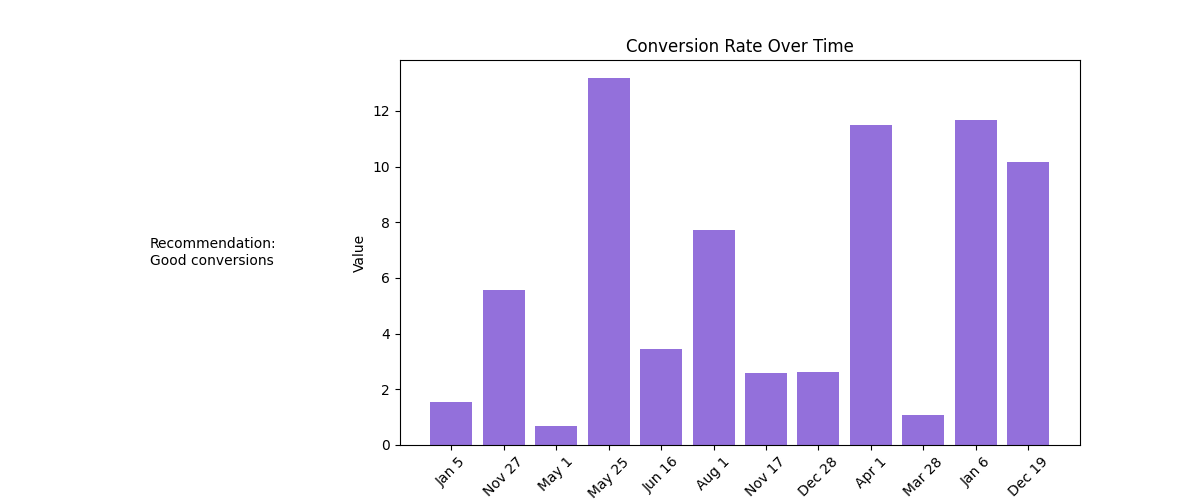 Conversion Rate Over Time
Recommendation:
Good conversions
Value
12
10
8
6
4
2
0
Jan 5
Nov 27
May 1
May 25
Jun 16
Aug 1
Nov 17
Dec 28
Apr 1
Mar 28
Jan 6
Dec 19